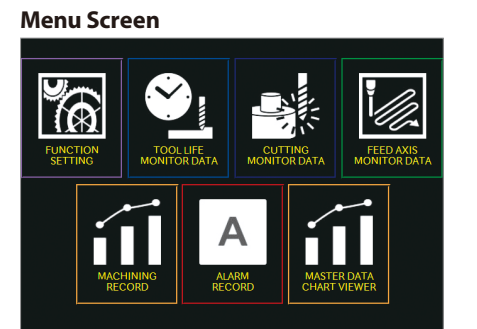 Menu Screen
FUNCTION
SETTING
TOOL LIFE
MONITOR DATA
CUTTING
MONITOR DATA
FEED AXIS
MONITOR DATA
A
MACHINING
RECORD
ALARM
RECORD
MASTER DATA
CHART VIEWER